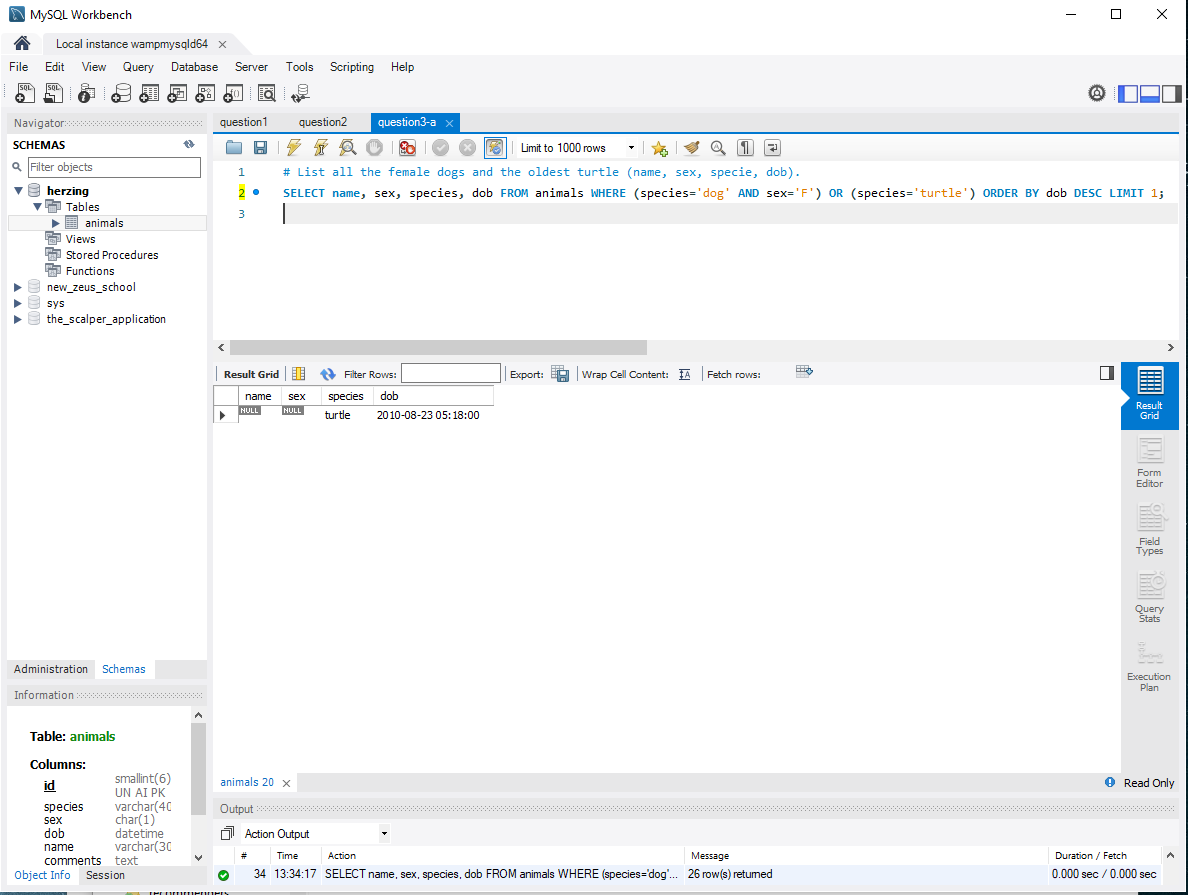 MySQL Workbench
Local instance wampmysqld64
File Edit View Query Database Server Tools Scripting Help
Navigator
SCHEMAS
Filter objects
herzing
Tables
animals
Views
Stored Procedures
Functions
new_zeus_school
sys
the_scalper_application
Administration Schemas
Information
Table: animals
Columns:
id smallint(6)
UN AI PK
species varchar(40
sex char(1)
dob datetime
name varchar(30
comments text
Object Info Session
question1 question2 question3-a
Limit to 1000 rows
1 # List all the female dogs and the oldest turtle (name, sex, specie, dob).
2 SELECT name, sex, species, dob FROM animals WHERE (species='dog' AND sex='F') OR (species='turtle') ORDER BY dob DESC LIMIT 1;
3
Result Grid Filter Rows: Export: Wrap Cell Content: Fetch rows:
name sex species dob
NULL NULL turtle 2010-08-23 05:18:00
Result
Grid
Form
Editor
Field
Types
Query
Stats
Execution
Plan
animals 20 Read Only
Output
Action Output
# Time Action Message Duration / Fetch
34 13:34:17 SELECT name, sex, species, dob FROM animals WHERE (species='dog'... 26 row(s) returned 0.000 sec / 0.000 sec